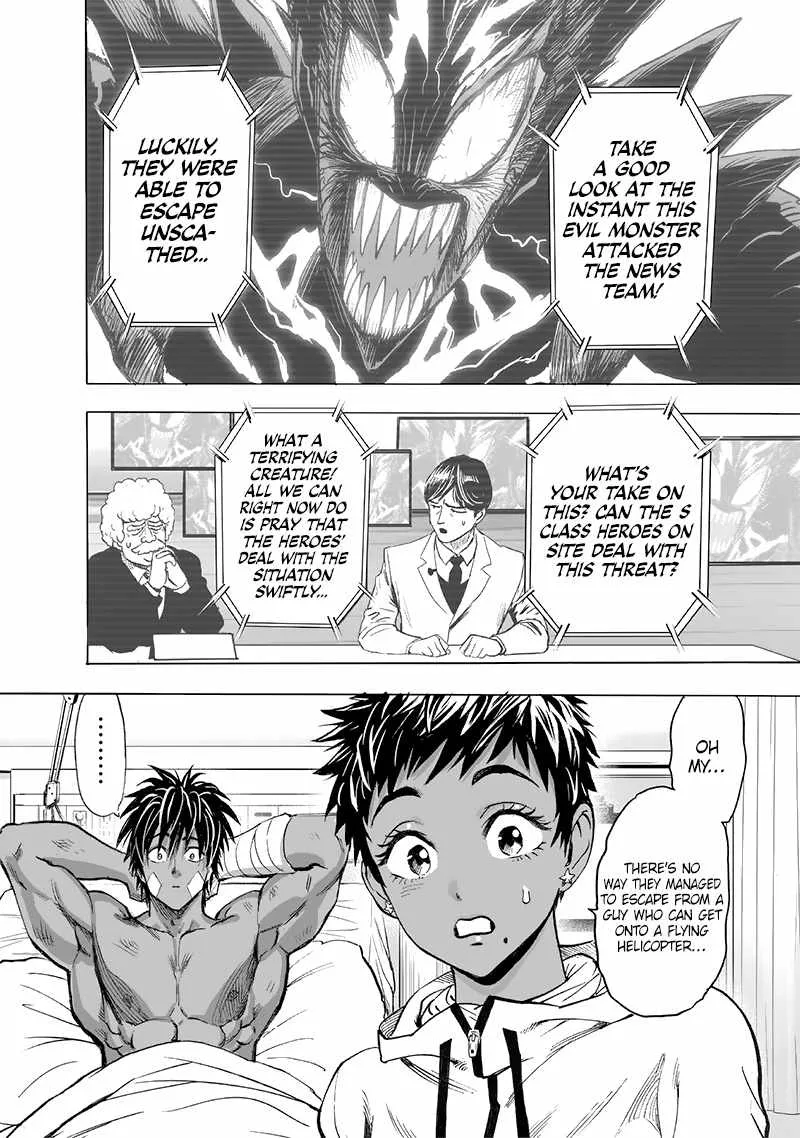 TAKE
A GOOD
LOOK AT THE
INSTANT THIS
EVIL MONSTER
ATTACKED
THE NEWS
TEAM!
LUCKILY,
THEY WERE
ABLE TO
ESCAPE
UNSCA-
THED...
WHAT'S
YOUR TAKE ON
THIS? CAN THE S
CLASS HEROES ON
SITE DEAL WITH
THIS THREAT?
WHAT A
TERRIFYING
CREATURE!
ALL WE CAN
RIGHT NOW DO
IS PRAY THAT
THE HEROES'
DEAL WITH THE
SITUATION
SWIFTLY...
OH
MY...
THERE'S NO
WAY THEY MANAGED
TO ESCAPE FROM A
GUY WHO CAN GET
ONTO A FLYING
HELICOPTER...
........